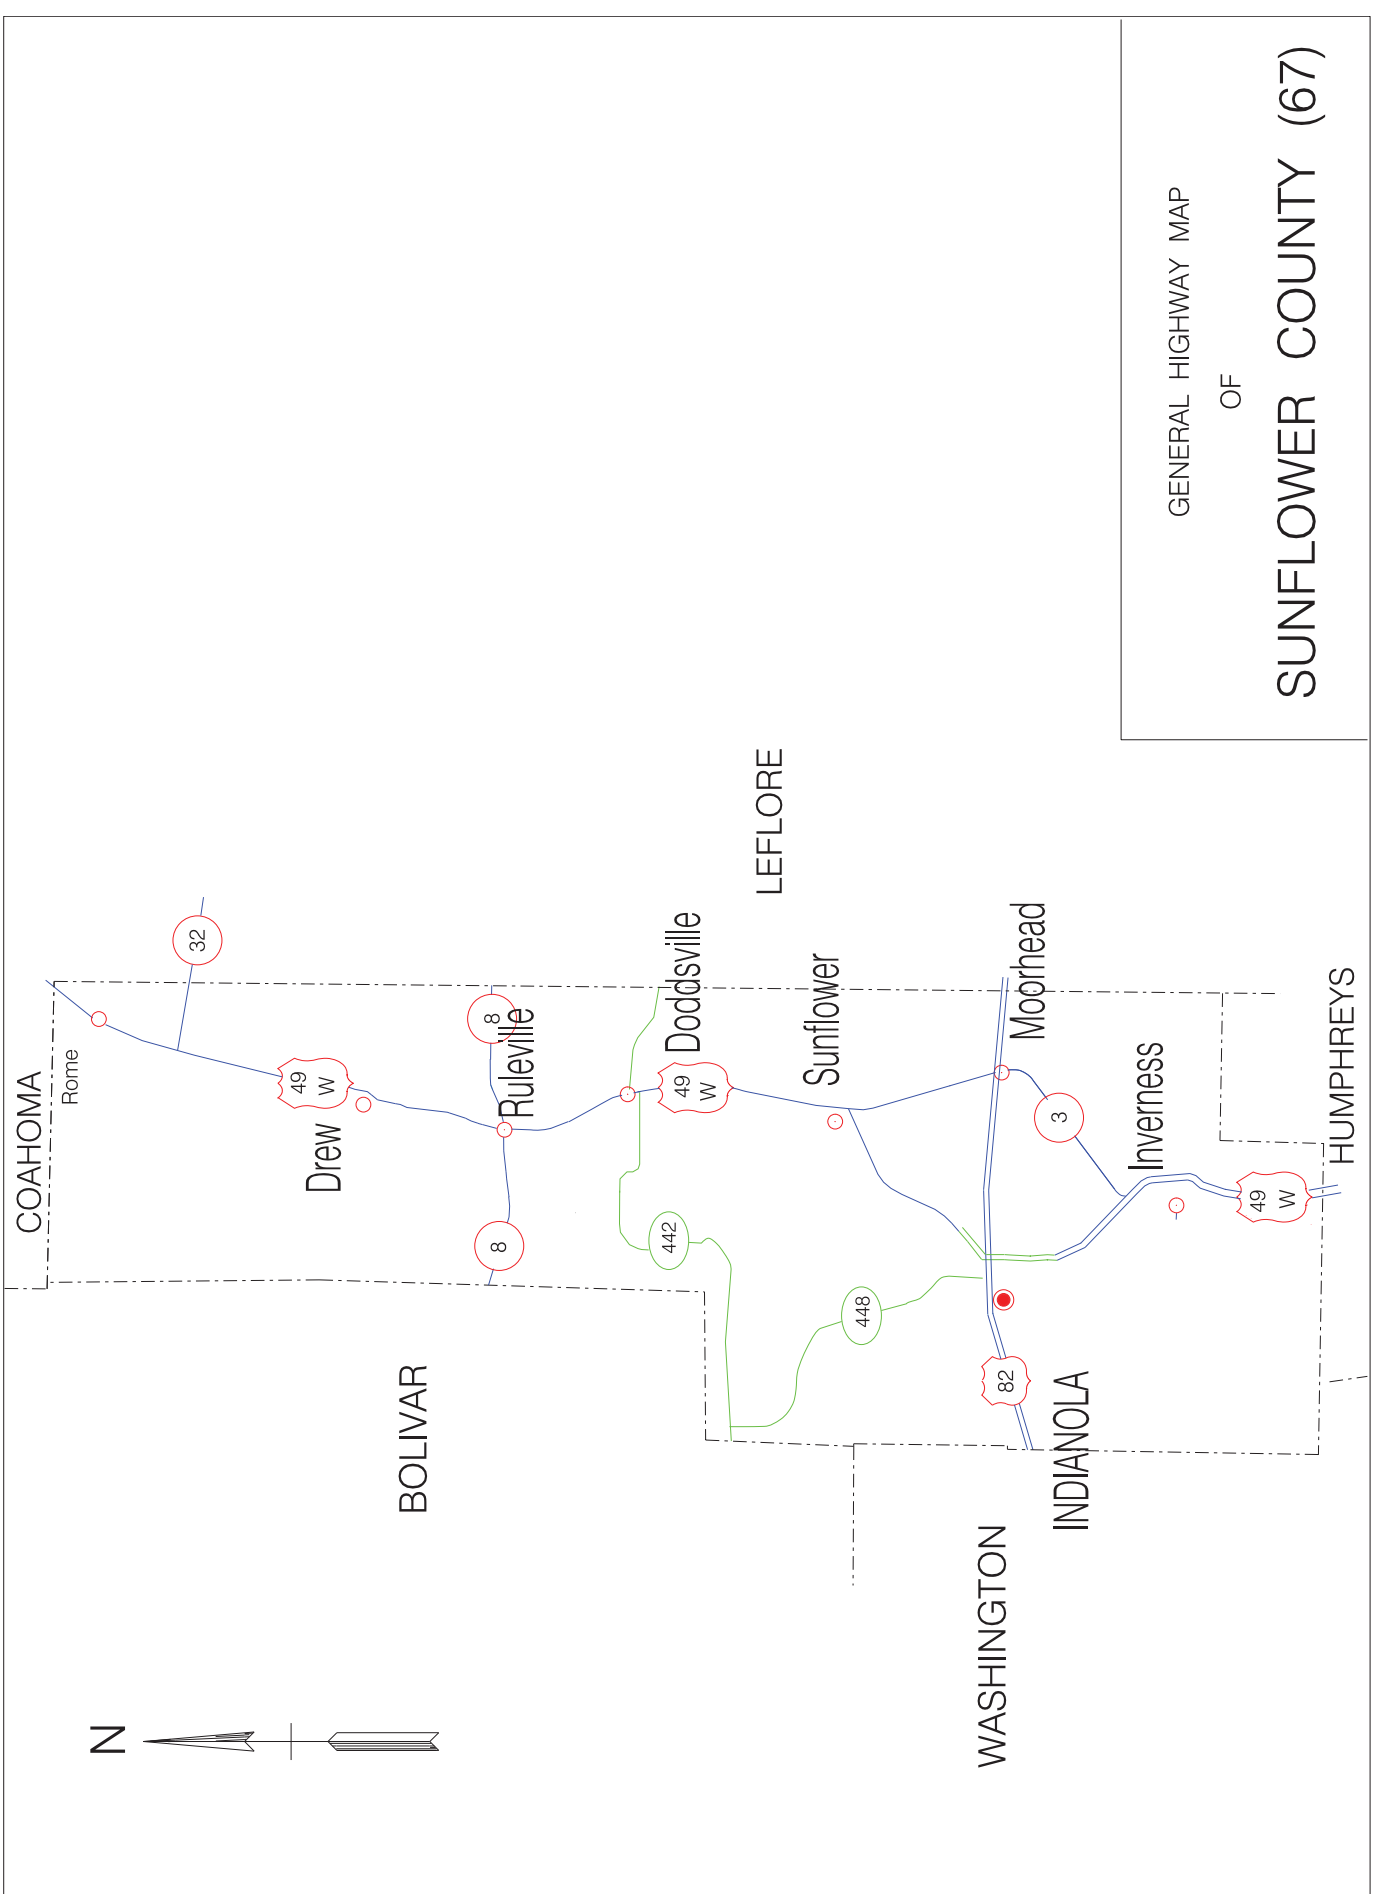 N
COAHOMA
Rome
32
49
W
Drew
8
Ruleville
8
BOLIVAR
Doddsville
49
W
442
LEFLORE
Sunflower
448
Moorhead
82
INDIANOLA
WASHINGTON
3
Inverness
49
W
HUMPHREYS
GENERAL HIGHWAY MAP
OF
SUNFLOWER COUNTY (67)